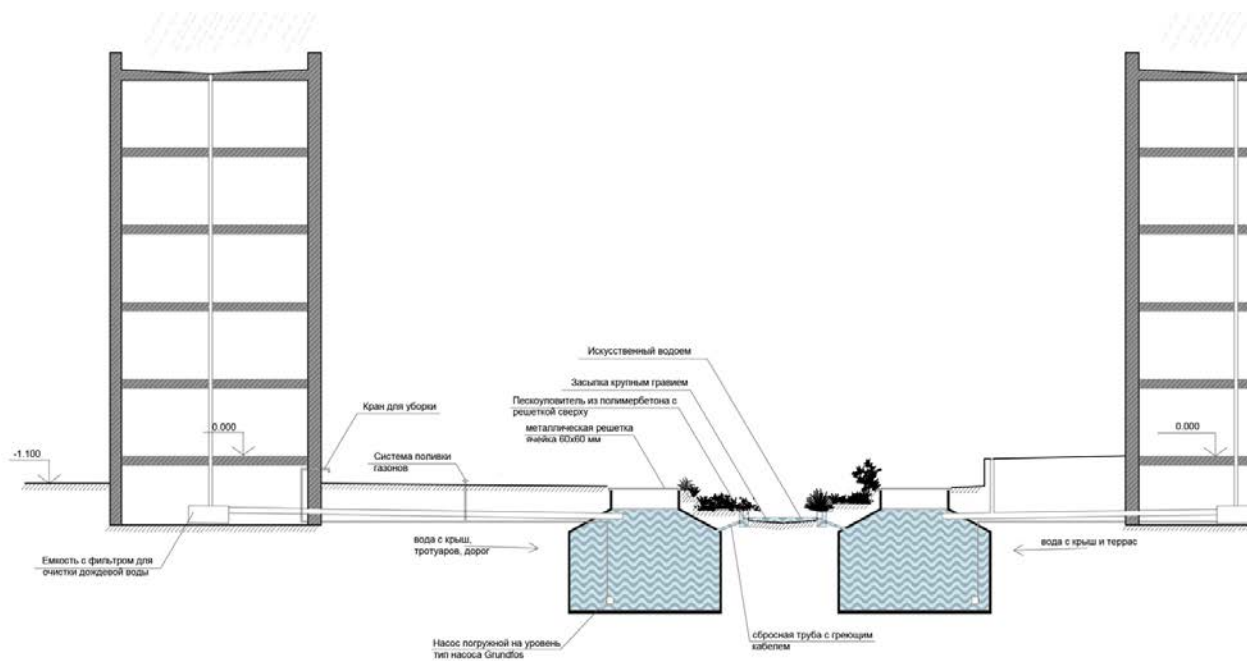 Искусственный водоем
Засыпка крупным гравием
Пескоуловитель из полимербетона с
решеткой сверху
металлическая решетка
ячейка 60х60 мм
Кран для уборки
0.000
0.000
-1.100
Система поливки
газонов
вода с крыш,
тротуаров, дорог
вода с крыш и террас
Емкость с фильтром для
очистки дождевой воды
Насос погружной на уровень
тип насоса Grundfos
сбросная труба с греющим
кабелем